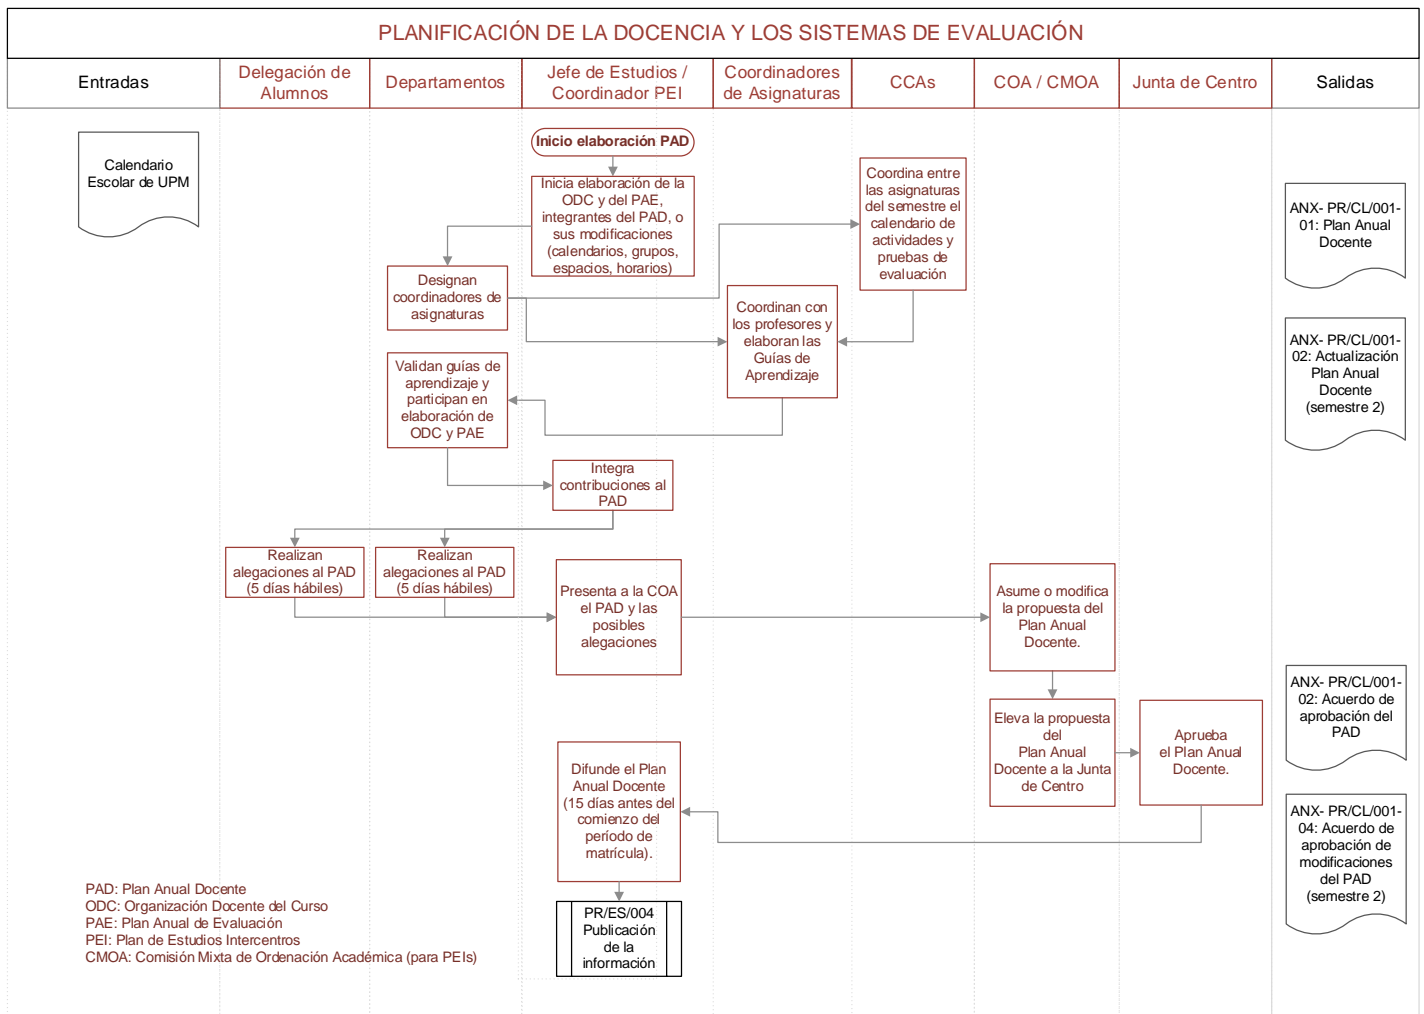 PLANIFICACIÓN DE LA DOCENCIA Y LOS SISTEMAS DE EVALUACIÓN
Entradas
Delegación de
Alumnos
Departamentos
Jefe de Estudios /
Coordinador PEI
Coordinadores
de Asignaturas
CCAs
COA / CMOA
Junta de Centro
Salidas
Calendario
Escolar de UPM
Inicio elaboración PAD
Inicia elaboración de la
ODC y del PAE,
integrantes del PAD, o
sus modificaciones
(calendarios, grupos,
espacios, horarios)
Coordina entre
las asignaturas
del semestre el
calendario de
actividades y
pruebas de
evaluación
ANX- PR/CL/001-
01: Plan Anual
Docente
Designan
coordinadores de
asignaturas
Coordinan con
los profesores y
elaboran las
Guías de
Aprendizaje
ANX- PR/CL/001-
02: Actualización
Plan Anual
Docente
(semestre 2)
Validan guías de
aprendizaje y
participan en
elaboración de
ODC y PAE
Integra
contribuciones al
PAD
Realizan
alegaciones al PAD
(5 días hábiles)
Realizan
alegaciones al PAD
(5 días hábiles)
Presenta a la COA
el PAD y las
posibles
alegaciones
Asume o modifica
la propuesta del
Plan Anual
Docente.
Eleva la propuesta
del
Plan Anual
Docente a la Junta
de Centro
Aprueba
el Plan Anual
Docente.
ANX- PR/CL/001-
02: Acuerdo de
aprobación del
PAD
Difunde el Plan
Anual Docente
(15 días antes del
comienzo del
período de
matrícula).
ANX- PR/CL/001-
04: Acuerdo de
aprobación de
modificaciones
del PAD
(semestre 2)
PR/ES/004
Publicación
de la
información
PAD: Plan Anual Docente
ODC: Organización Docente del Curso
PAE: Plan Anual de Evaluación
PEI: Plan de Estudios Intercentros
CMOA: Comisión Mixta de Ordenación Académica (para PEIs)